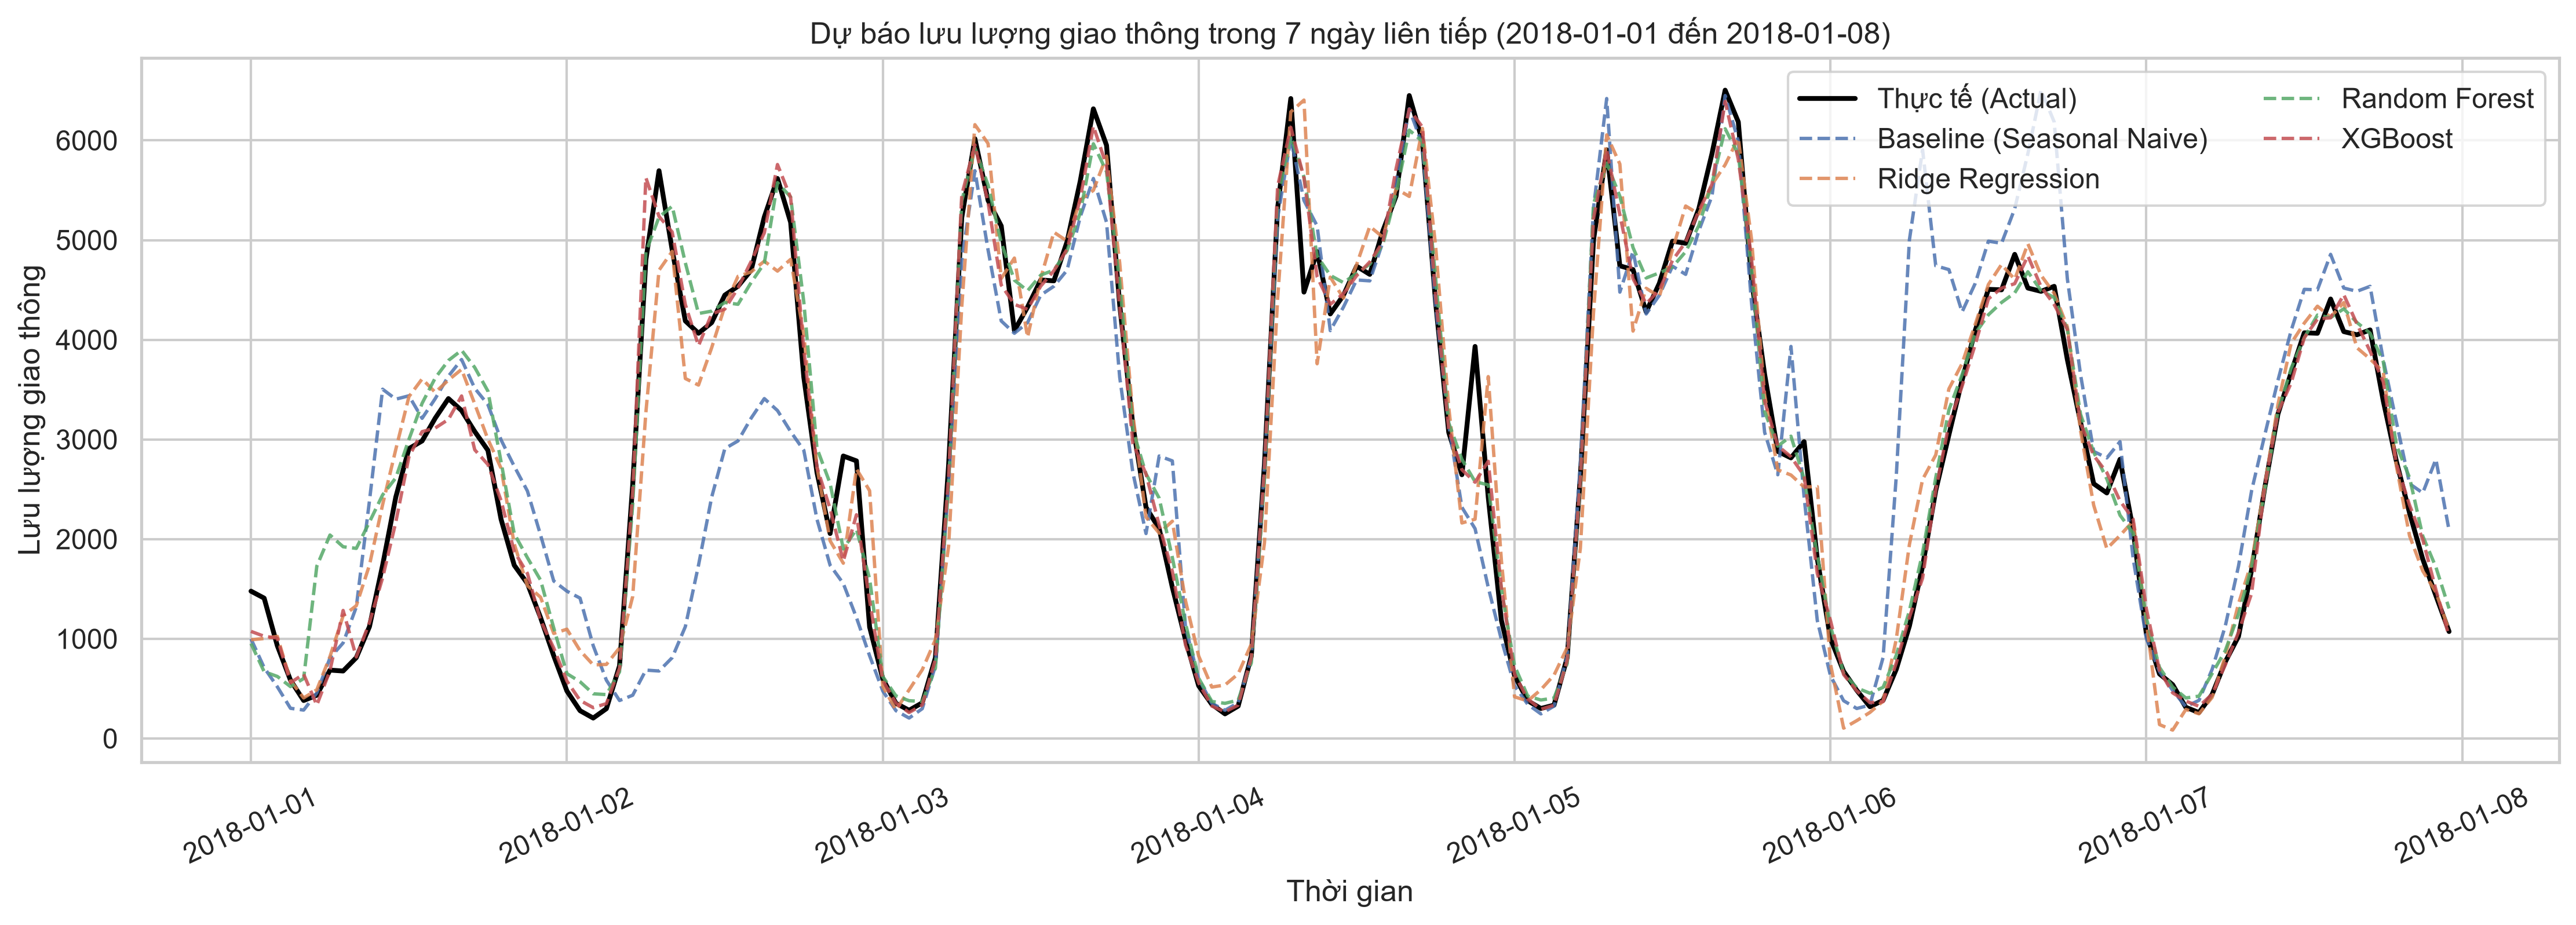 Dự báo lưu lượng giao thông trong 7 ngày liên tiếp (2018-01-01 đến 2018-01-08)
Thực tế (Actual)
Baseline (Seasonal Naive)
Ridge Regression
Random Forest
XGBoost
Lưu lượng giao thông
6000
5000
4000
3000
2000
1000
0
2018-01-01
2018-01-02
2018-01-03
2018-01-04
2018-01-05
2018-01-06
2018-01-07
2018-01-08
Thời gian